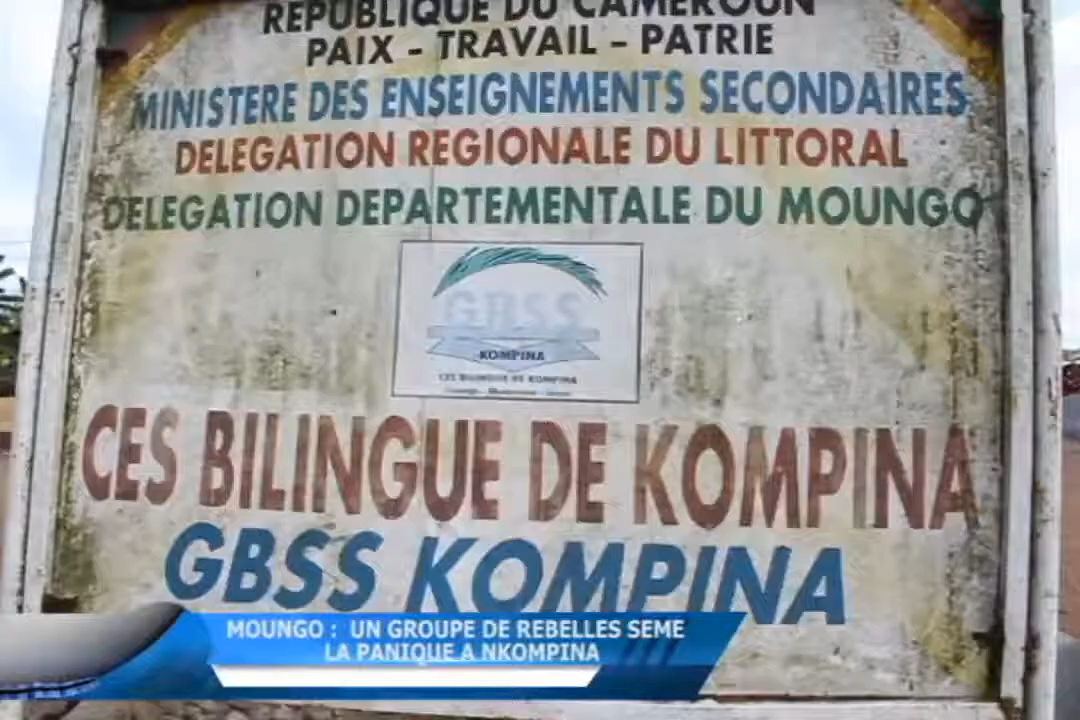 REPUBLIQUE DU CAMEROUN
PAIX - TRAVAIL - PATRIE
MINISTERE DES ENSEIGNEMENTS SECONDAIRES
DELEGATION REGIONALE DU LITTORAL
DELEGATION DEPARTEMENTALE DU MOUNGO
GBSS
KOMPINA
CES BILINGUE DE KOMPINA
CES BILINGUE DE KOMPINA
GBSS KOMPINA
MOUNGO : UN GROUPE DE REBELLES SEME
LA PANIQUE A NKOMPINA